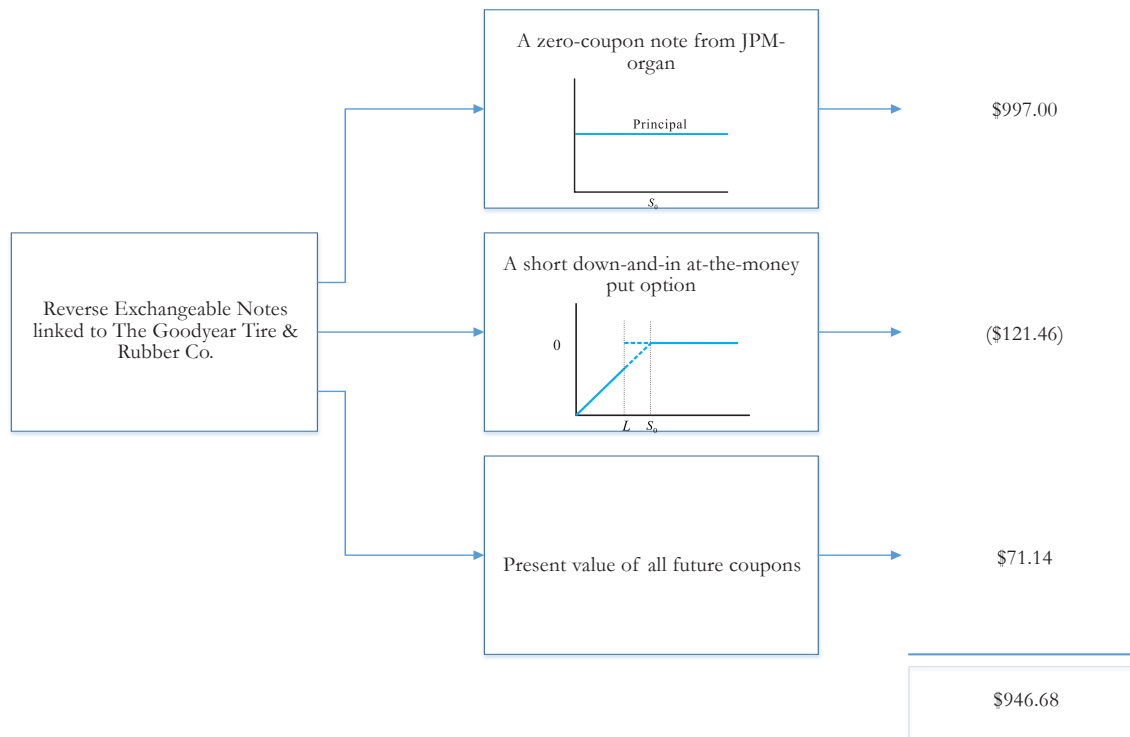 A zero-coupon note from JPM-
organ
Principal
S₀
$997.00
Reverse Exchangeable Notes
linked to The Goodyear Tire &
Rubber Co.
A short down-and-in at-the-money
put option
0
L S₀
($121.46)
Present value of all future coupons
$71.14
$946.68